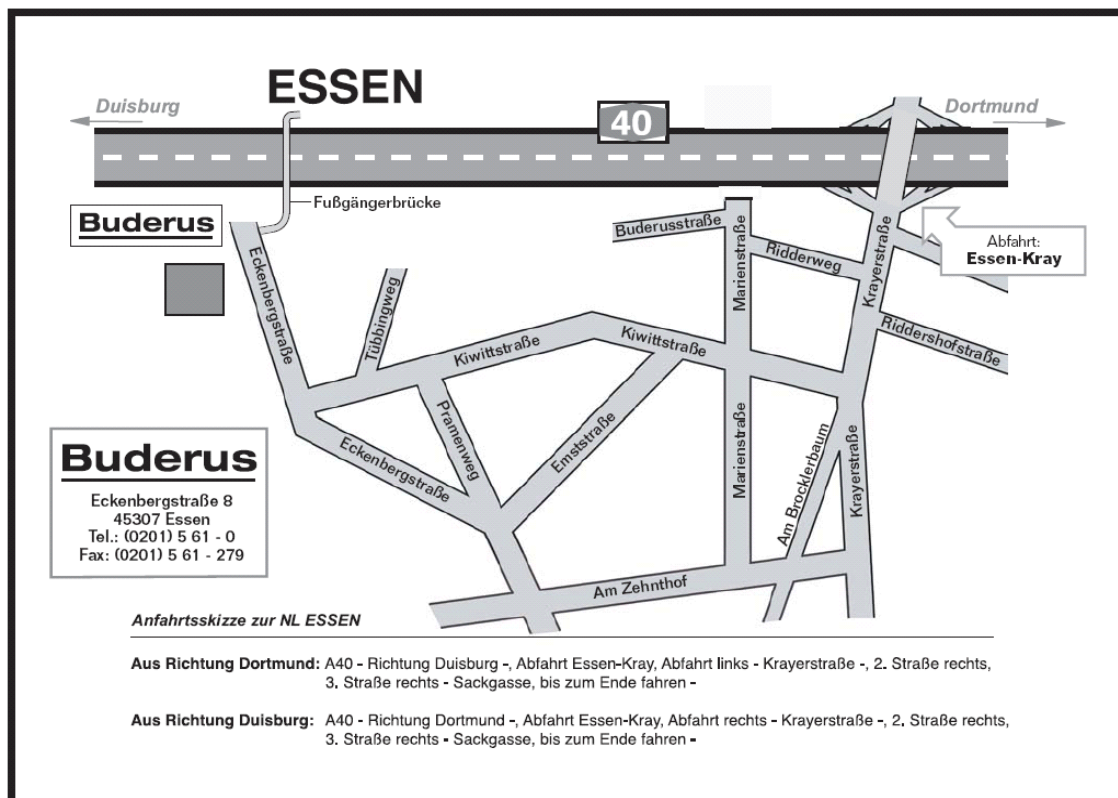 ESSEN
Duisburg
40
Dortmund
Fußgängerbrücke
Buderus
Buderusstraße
Marienstraße
Ridderweg
Krayerstraße
Abfahrt:
Essen-Kray
Eckenbergstraße
Tübbingweg
Kiwittstraße
Kiwittstraße
Riddershofstraße
Pramenweg
Eckenbergstraße
Emststraße
Marienstraße
Am Brocklerbaum
Krayerstraße
Am Zehnthof
Buderus
Eckenbergstraße 8
45307 Essen
Tel.: (0201) 5 61 - 0
Fax: (0201) 5 61 - 279
Anfahrtsskizze zur NL ESSEN
Aus Richtung Dortmund: A40 - Richtung Duisburg -, Abfahrt Essen-Kray, Abfahrt links - Krayerstraße -, 2. Straße rechts,
3. Straße rechts - Sackgasse, bis zum Ende fahren -
Aus Richtung Duisburg: A40 - Richtung Dortmund -, Abfahrt Essen-Kray, Abfahrt rechts - Krayerstraße -, 2. Straße rechts,
3. Straße rechts - Sackgasse, bis zum Ende fahren -